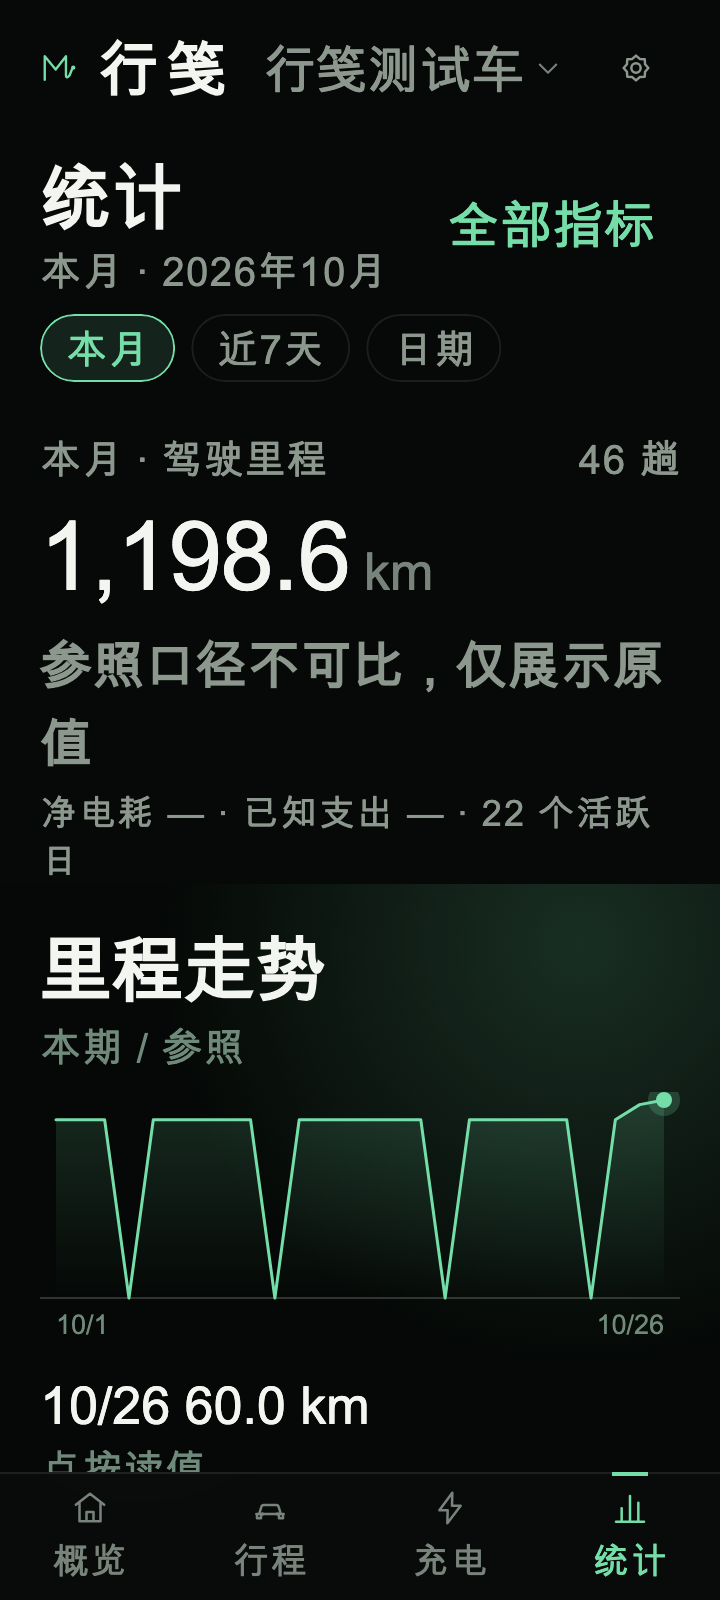 行笺 行笺测试车
统计
全部指标
本月 · 2026年10月
本月 近7天 日期
本月 · 驾驶里程 46 趟
1,198.6 km
参照口径不可比，仅展示原
值
净电耗 — · 已知支出 — · 22 个活跃
日
里程走势
本期 / 参照
10/1 10/26
10/26 60.0 km
点按读值
概览 行程 充电 统计